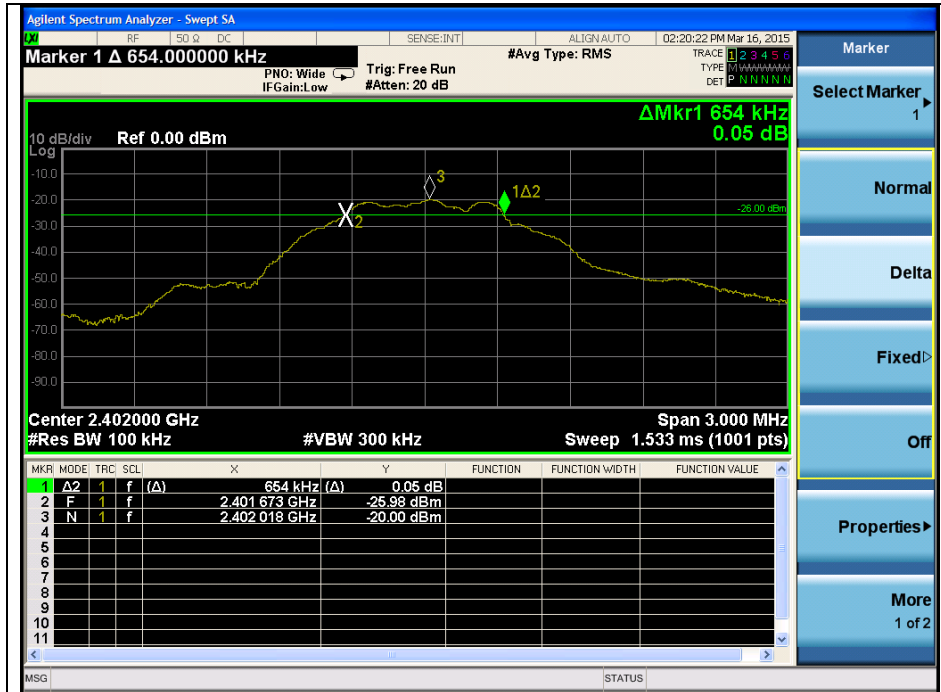 Agilent Spectrum Analyzer - Swept SA
LXI RF 50 Ω DC SENSE:INT ALIGN AUTO 02:20:22 PM Mar 16, 2015
Marker 1 Δ 654.000000 kHz
PNO: Wide
IFGain:Low
Trig: Free Run
#Atten: 20 dB
#Avg Type: RMS
TRACE 1 2 3 4 5 6
TYPE MWWWWW
DET P N N N N N
ΔMkr1 654 kHz
0.05 dB
10 dB/div Ref 0.00 dBm
Log
-10.0
-20.0
-30.0
-40.0
-50.0
-60.0
-70.0
-80.0
-90.0
3
1Δ2
2
-26.00 dBm
Center 2.402000 GHz Span 3.000 MHz
#Res BW 100 kHz #VBW 300 kHz Sweep 1.533 ms (1001 pts)
MKR MODE TRC SCL X Y FUNCTION FUNCTION WIDTH FUNCTION VALUE
1 Δ2 1 f (Δ) 654 kHz (Δ) 0.05 dB
2 F 1 f 2.401 673 GHz -25.98 dBm
3 N 1 f 2.402 018 GHz -20.00 dBm
4
5
6
7
8
9
10
11
MSG STATUS
Marker
Select Marker
1
Normal
Delta
Fixed
Off
Properties
More
1 of 2